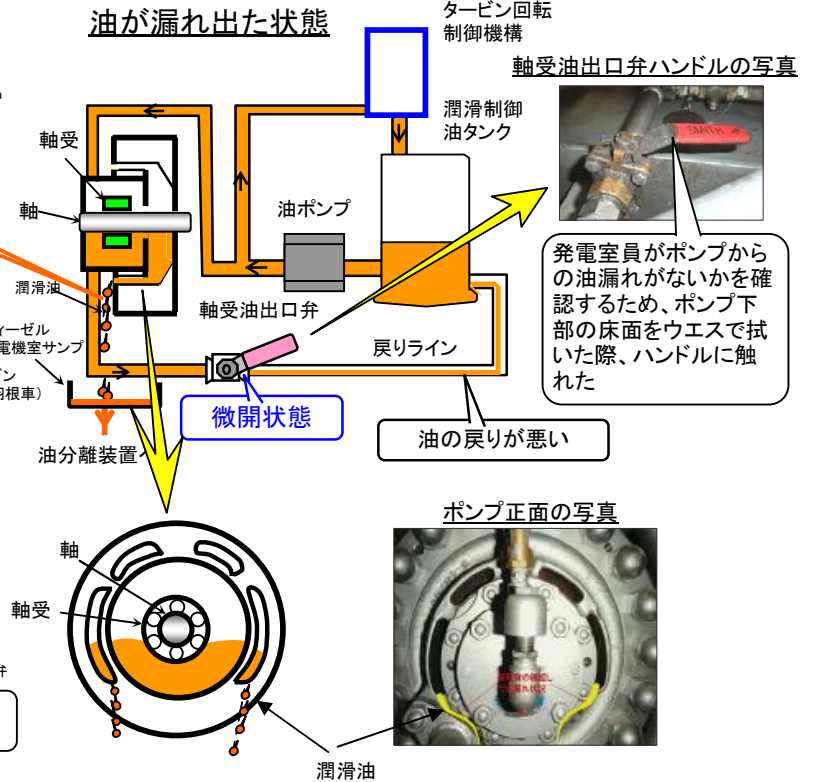 油が漏れ出た状態
タービン回転
制御機構
軸受油出口弁ハンドルの写真
潤滑制御
油タンク
SMITH
軸受
軸
油ポンプ
発電室員がポンプから
の油漏れがないかを確
認するため、ポンプ下
部の床面をウエスで拭
いた際、ハンドルに触
れた
潤滑油
軸受油出口弁
ィーゼル
電機室サンプ
戻りライン
ビン
羽根車）
微開状態
油の戻りが悪い
油分離装置
ポンプ正面の写真
軸
軸受
弁
潤滑油